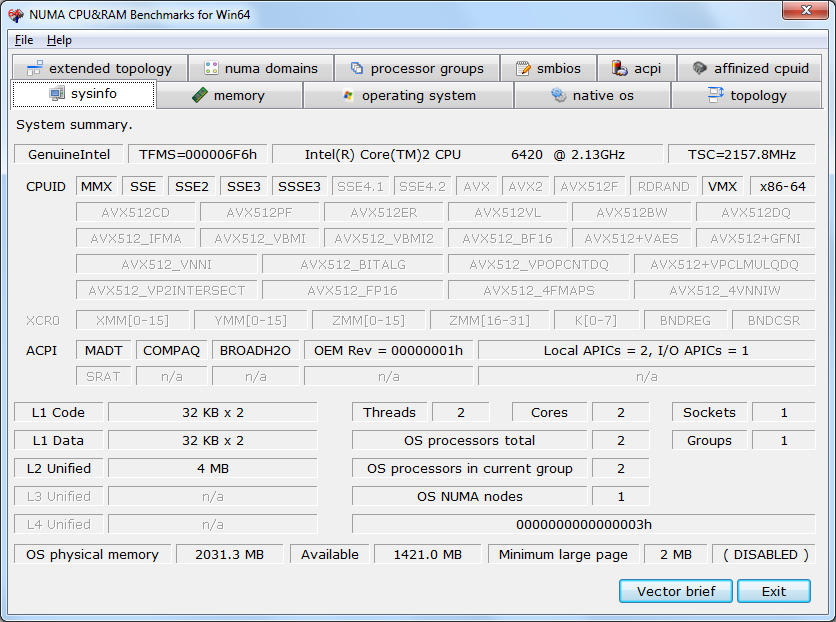 NUMA CPU&RAM Benchmarks for Win64
File Help
extended topology numa domains processor groups smbios acpi affinized cpuid
sysinfo memory operating system native os topology
System summary.
GenuineIntel TFMS=000006F6h Intel(R) Core(TM)2 CPU 6420 @ 2.13GHz TSC=2157.8MHz
CPUID MMX SSE SSE2 SSE3 SSSE3 SSE4.1 SSE4.2 AVX AVX2 AVX512F RDRAND VMX x86-64
AVX512CD AVX512PF AVX512ER AVX512VL AVX512BW AVX512DQ
AVX512_IFMA AVX512_VBMI AVX512_VBMI2 AVX512_BF16 AVX512+VAES AVX512+GFNI
AVX512_VNNI AVX512_BITALG AVX512_VPOPCNTDQ AVX512+VPCLMULQDQ
AVX512_VP2INTERSECT AVX512_FP16 AVX512_4FMAPS AVX512_4VNNIW
XCR0 XMM[0-15] YMM[0-15] ZMM[0-15] ZMM[16-31] K[0-7] BNDREG BNDCSR
ACPI MADT COMPAQ BROADH2O OEM Rev = 00000001h Local APICs = 2, I/O APICs = 1
SRAT n/a n/a n/a n/a
L1 Code 32 KB x 2 Threads 2 Cores 2 Sockets 1
L1 Data 32 KB x 2 OS processors total 2 Groups 1
L2 Unified 4 MB OS processors in current group 2
L3 Unified n/a OS NUMA nodes 1
L4 Unified n/a 0000000000000003h
OS physical memory 2031.3 MB Available 1421.0 MB Minimum large page 2 MB ( DISABLED )
Vector brief Exit